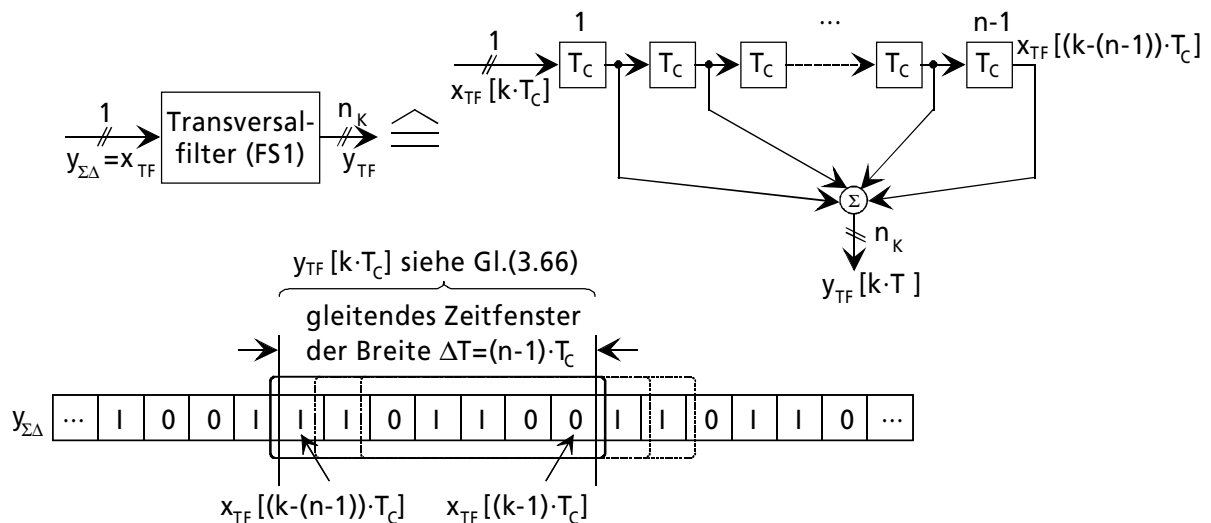 1
y_ΣΔ=x_TF
Transversal-
filter (FS1)
n_K
y_TF
≙
1
x_TF[k·T_C]
1
T_C T_C T_C ... T_C T_C
n-1
x_TF[(k-(n-1))·T_C]
Σ
n_K
y_TF[k·T ]
y_TF[k·T_C] siehe Gl.(3.66)
gleitendes Zeitfenster
der Breite ΔT=(n-1)·T_C
y_ΣΔ ... I 0 0 I I I 0 I I 0 0 I I 0 I I 0 ...
x_TF[(k-(n-1))·T_C] x_TF[(k-1)·T_C]